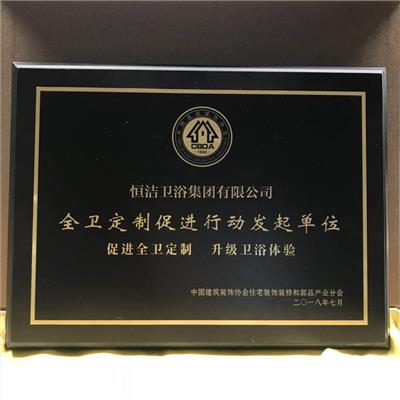 CBDA
1984
恒洁卫浴集团有限公司
全卫定制促进行动发起单位
促进全卫定制 升级卫浴体验
中国建筑装饰协会住宅装饰装修和部品产业分会
二〇一八年七月